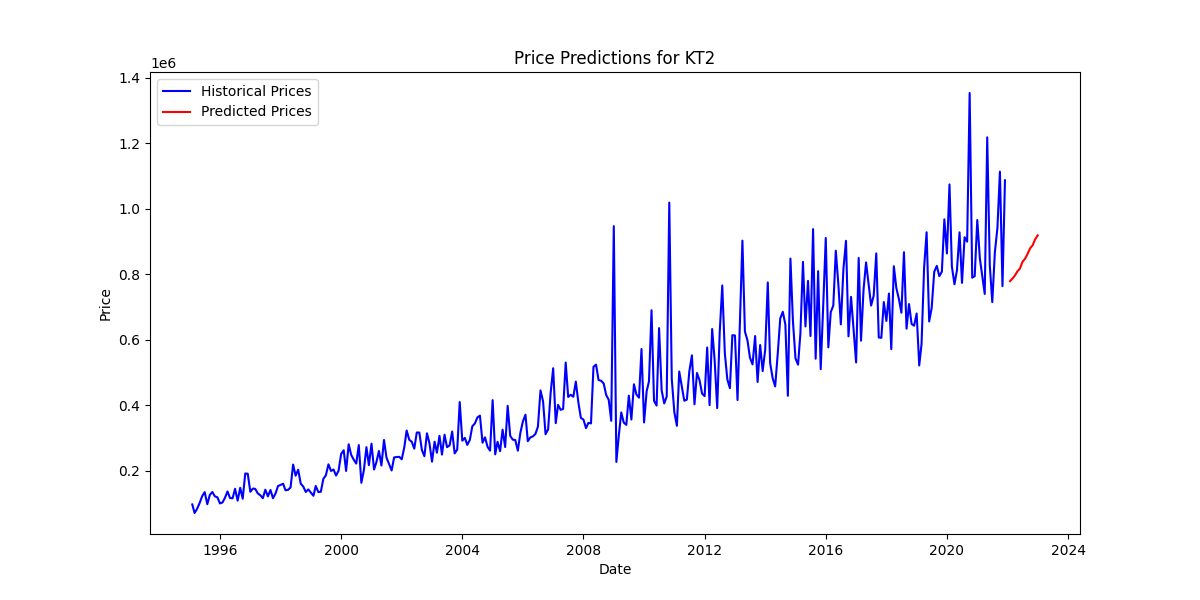 Price Predictions for KT2
1e6
Historical Prices
Predicted Prices
1.4
1.2
1.0
0.8
0.6
0.4
0.2
Price
1996 2000 2004 2008 2012 2016 2020 2024
Date